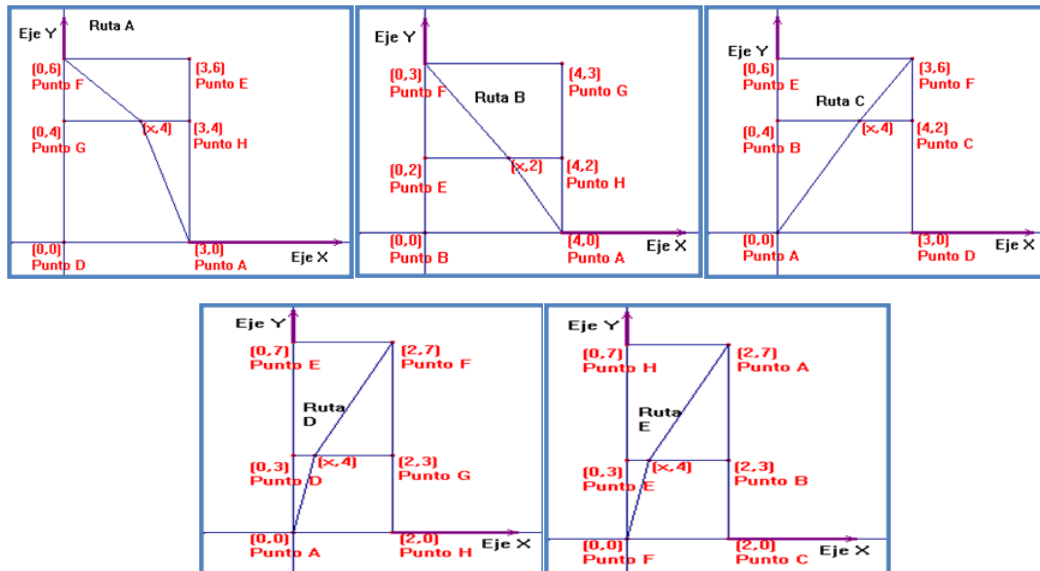 Ruta A
Eje Y
(0,6)
Punto F
(3,6)
Punto E
(0,4)
Punto G
(x,4)
(3,4)
Punto H
(0,0)
Punto D
(3,0)
Punto A
Eje X
Eje Y
(0,3)
Punto F
Ruta B
(4,3)
Punto G
(0,2)
Punto E
(x,2)
(4,2)
Punto H
(0,0)
Punto B
(4,0)
Punto A
Eje X
Eje Y
(0,6)
Punto E
(3,6)
Punto F
Ruta C
(0,4)
Punto B
(x,4)
(4,2)
Punto C
(0,0)
Punto A
(3,0)
Punto D
Eje X
Eje Y
(0,7)
Punto E
(2,7)
Punto F
Ruta
D
(0,3)
Punto D
(x,4)
(2,3)
Punto G
(0,0)
Punto A
(2,0)
Punto H
Eje X
Eje Y
(0,7)
Punto H
(2,7)
Punto A
Ruta
E
(0,3)
Punto E
(x,4)
(2,3)
Punto B
(0,0)
Punto F
(2,0)
Punto C
Eje X